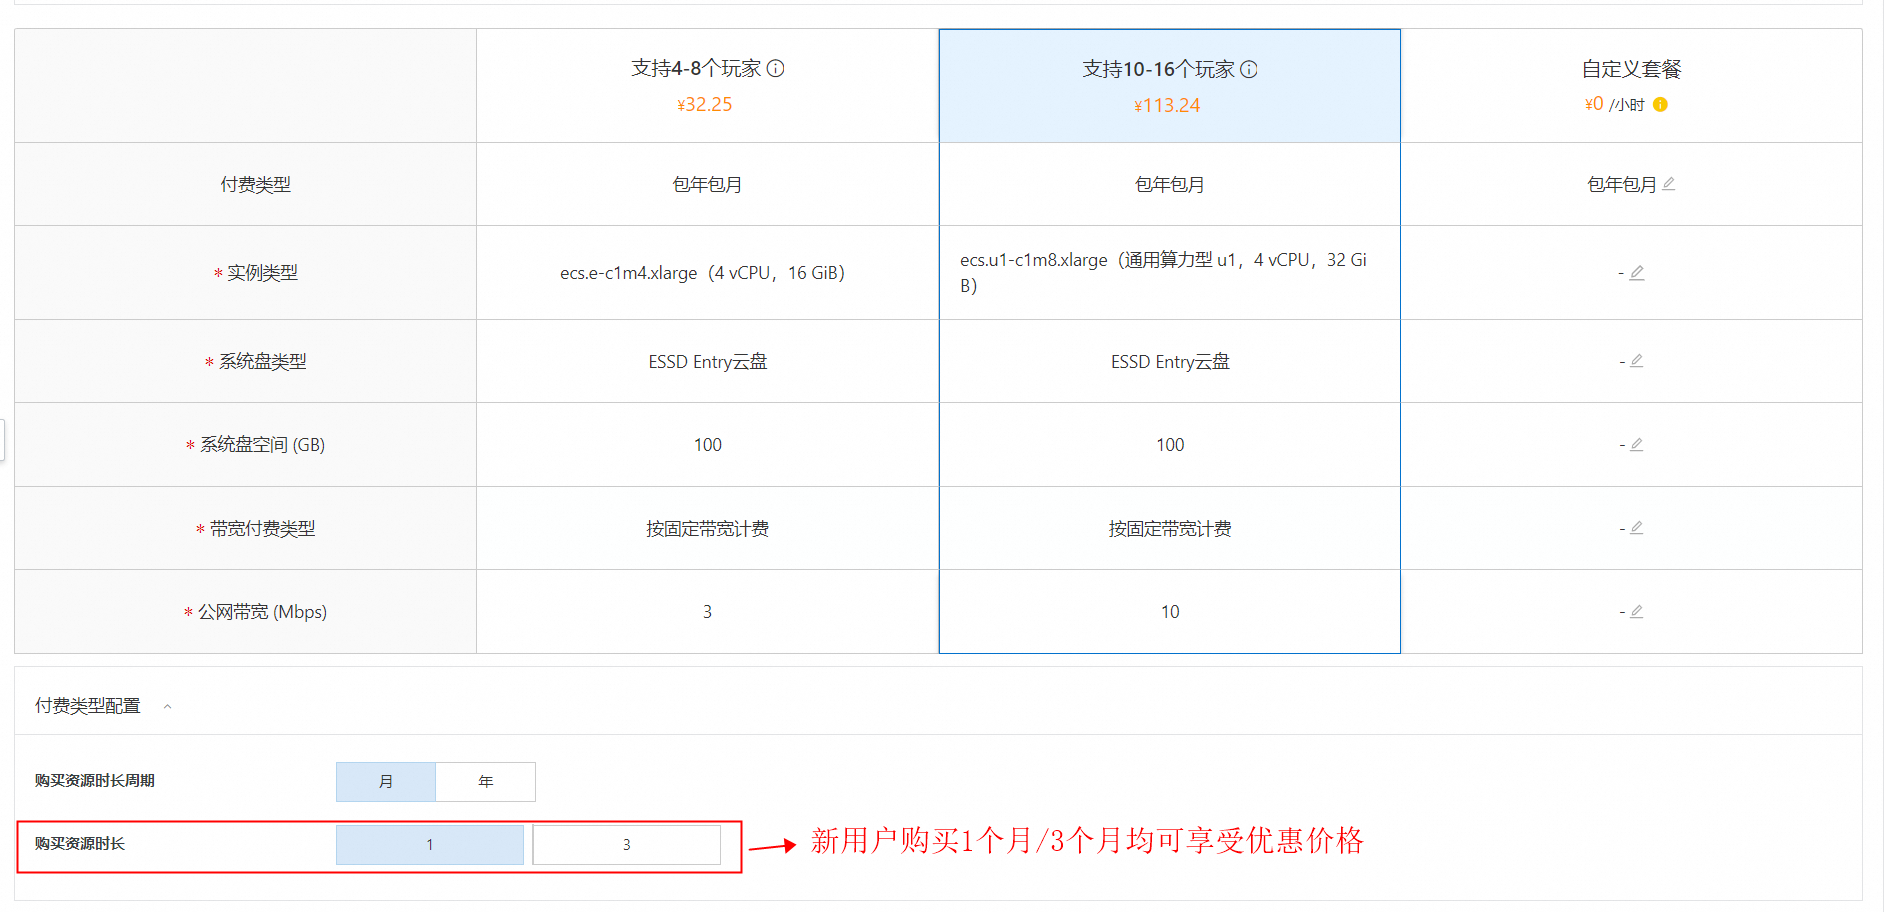 支持4-8个玩家
¥32.25
支持10-16个玩家
¥113.24
自定义套餐
¥0 /小时
付费类型
包年包月
包年包月
包年包月
* 实例类型
ecs.e-c1m4.xlarge（4 vCPU，16 GiB）
ecs.u1-c1m8.xlarge（通用算力型 u1，4 vCPU，32 Gi
B）
-
* 系统盘类型
ESSD Entry云盘
ESSD Entry云盘
-
* 系统盘空间 (GB)
100
100
-
* 带宽付费类型
按固定带宽计费
按固定带宽计费
-
* 公网带宽 (Mbps)
3
10
-
付费类型配置
购买资源时长周期
月
年
购买资源时长
1
3
新用户购买1个月/3个月均可享受优惠价格